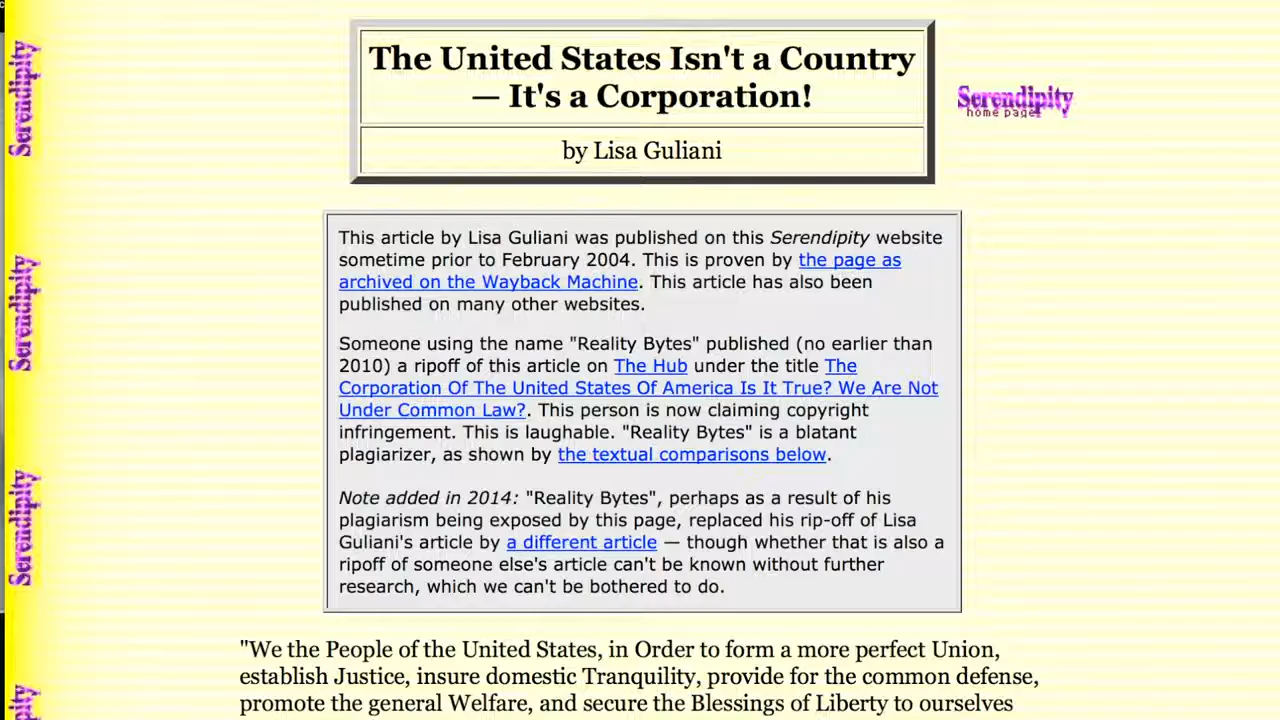 The United States Isn't a Country
— It's a Corporation!
by Lisa Guliani
Serendipity
home page
Serendipity
Serendipity
Serendipity
Serendipity
This article by Lisa Guliani was published on this Serendipity website
sometime prior to February 2004. This is proven by the page as
archived on the Wayback Machine. This article has also been
published on many other websites.
Someone using the name "Reality Bytes" published (no earlier than
2010) a ripoff of this article on The Hub under the title The
Corporation Of The United States Of America Is It True? We Are Not
Under Common Law?. This person is now claiming copyright
infringement. This is laughable. "Reality Bytes" is a blatant
plagiarizer, as shown by the textual comparisons below.
Note added in 2014: "Reality Bytes", perhaps as a result of his
plagiarism being exposed by this page, replaced his rip-off of Lisa
Guliani's article by a different article — though whether that is also a
ripoff of someone else's article can't be known without further
research, which we can't be bothered to do.
"We the People of the United States, in Order to form a more perfect Union,
establish Justice, insure domestic Tranquility, provide for the common defense,
promote the general Welfare, and secure the Blessings of Liberty to ourselves